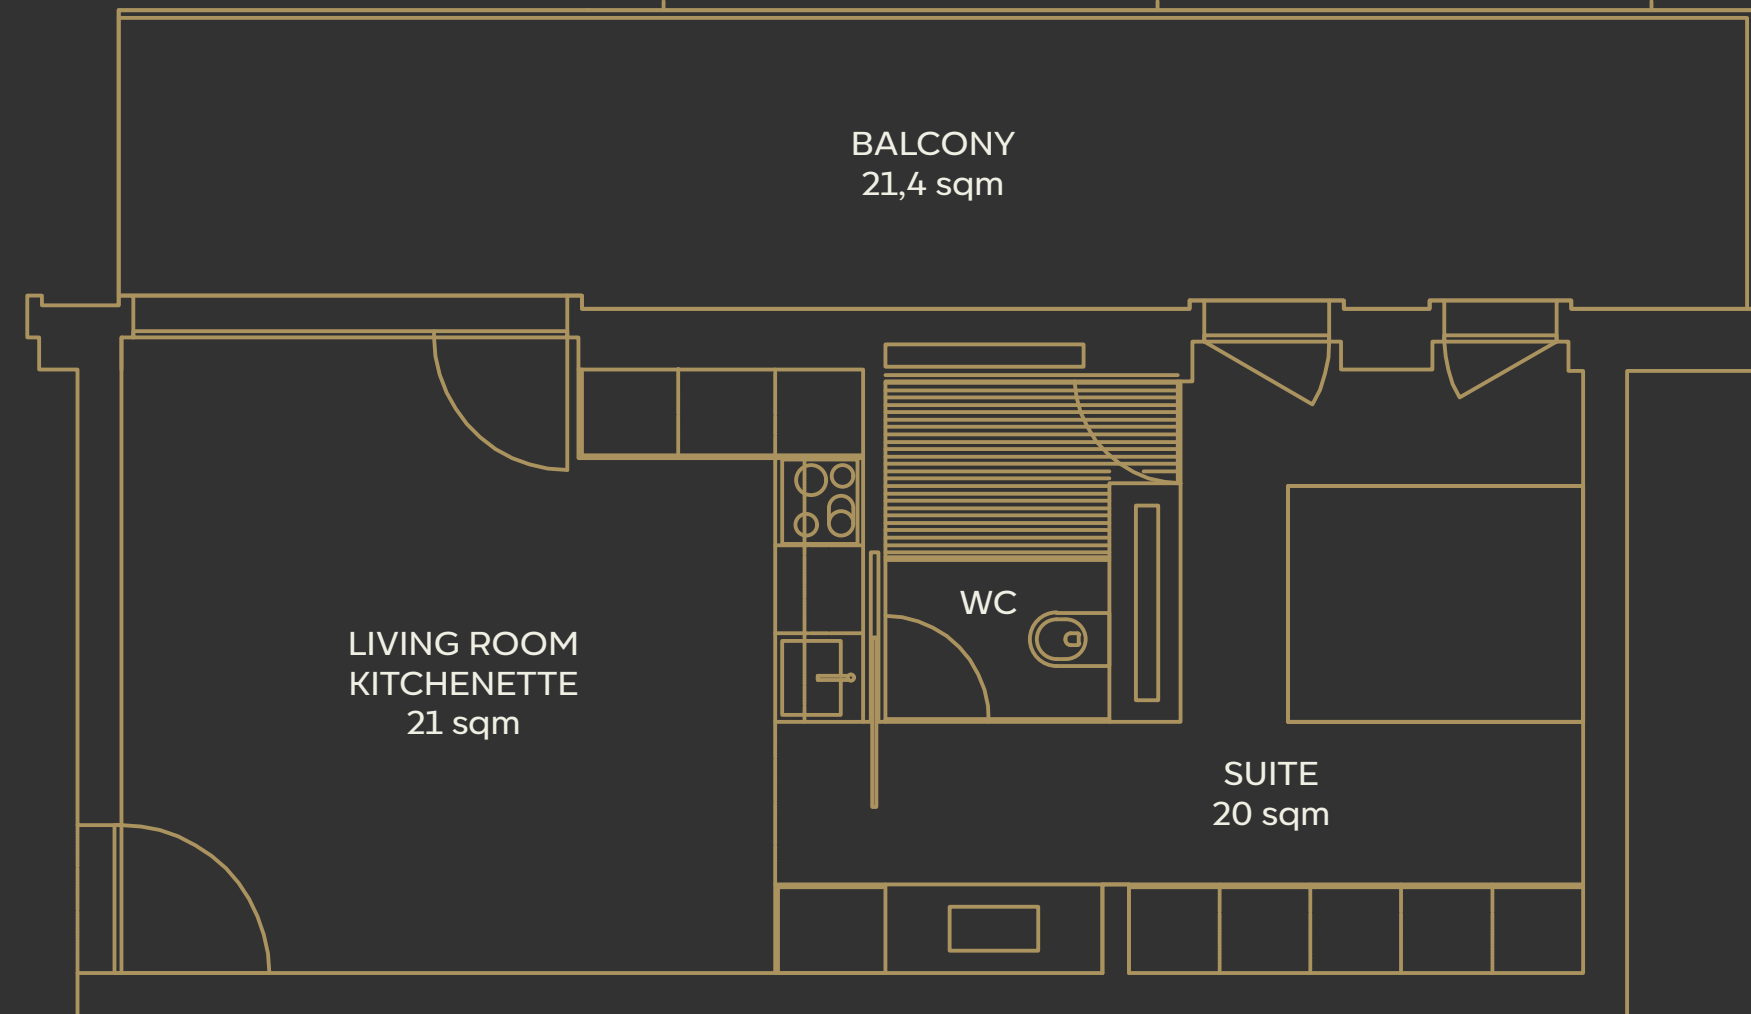 BALCONY
21,4 sqm
WC
LIVING ROOM
KITCHENETTE
21 sqm
SUITE
20 sqm